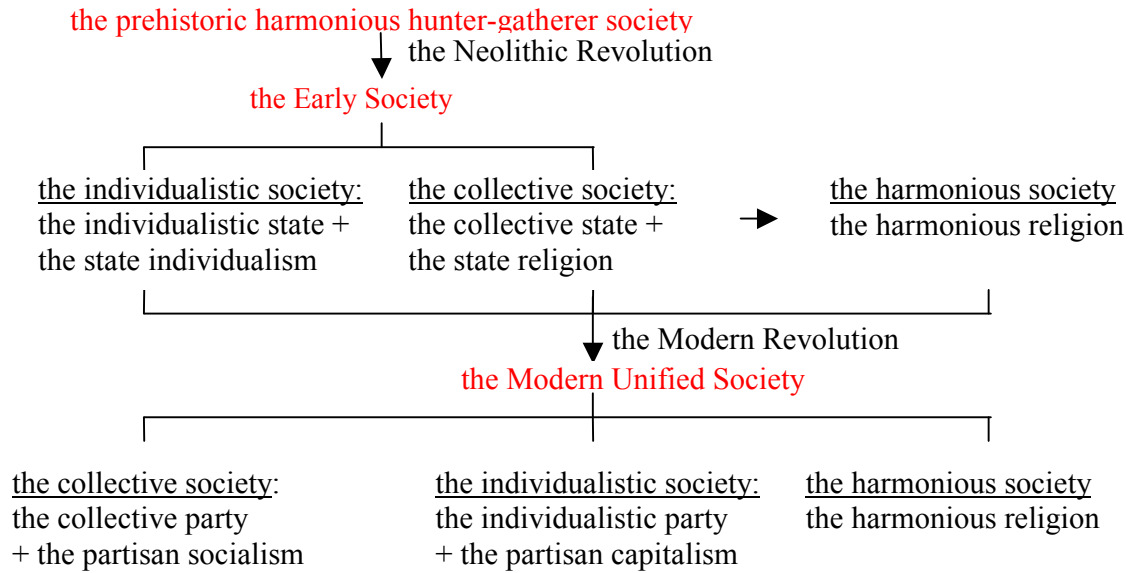 the prehistoric harmonious hunter-gatherer society
the Neolithic Revolution
the Early Society
the individualistic society:
the individualistic state +
the state individualism
the collective society:
the collective state +
the state religion
the harmonious society
the harmonious religion
the Modern Revolution
the Modern Unified Society
the collective society:
the collective party
+ the partisan socialism
the individualistic society:
the individualistic party
+ the partisan capitalism
the harmonious society
the harmonious religion